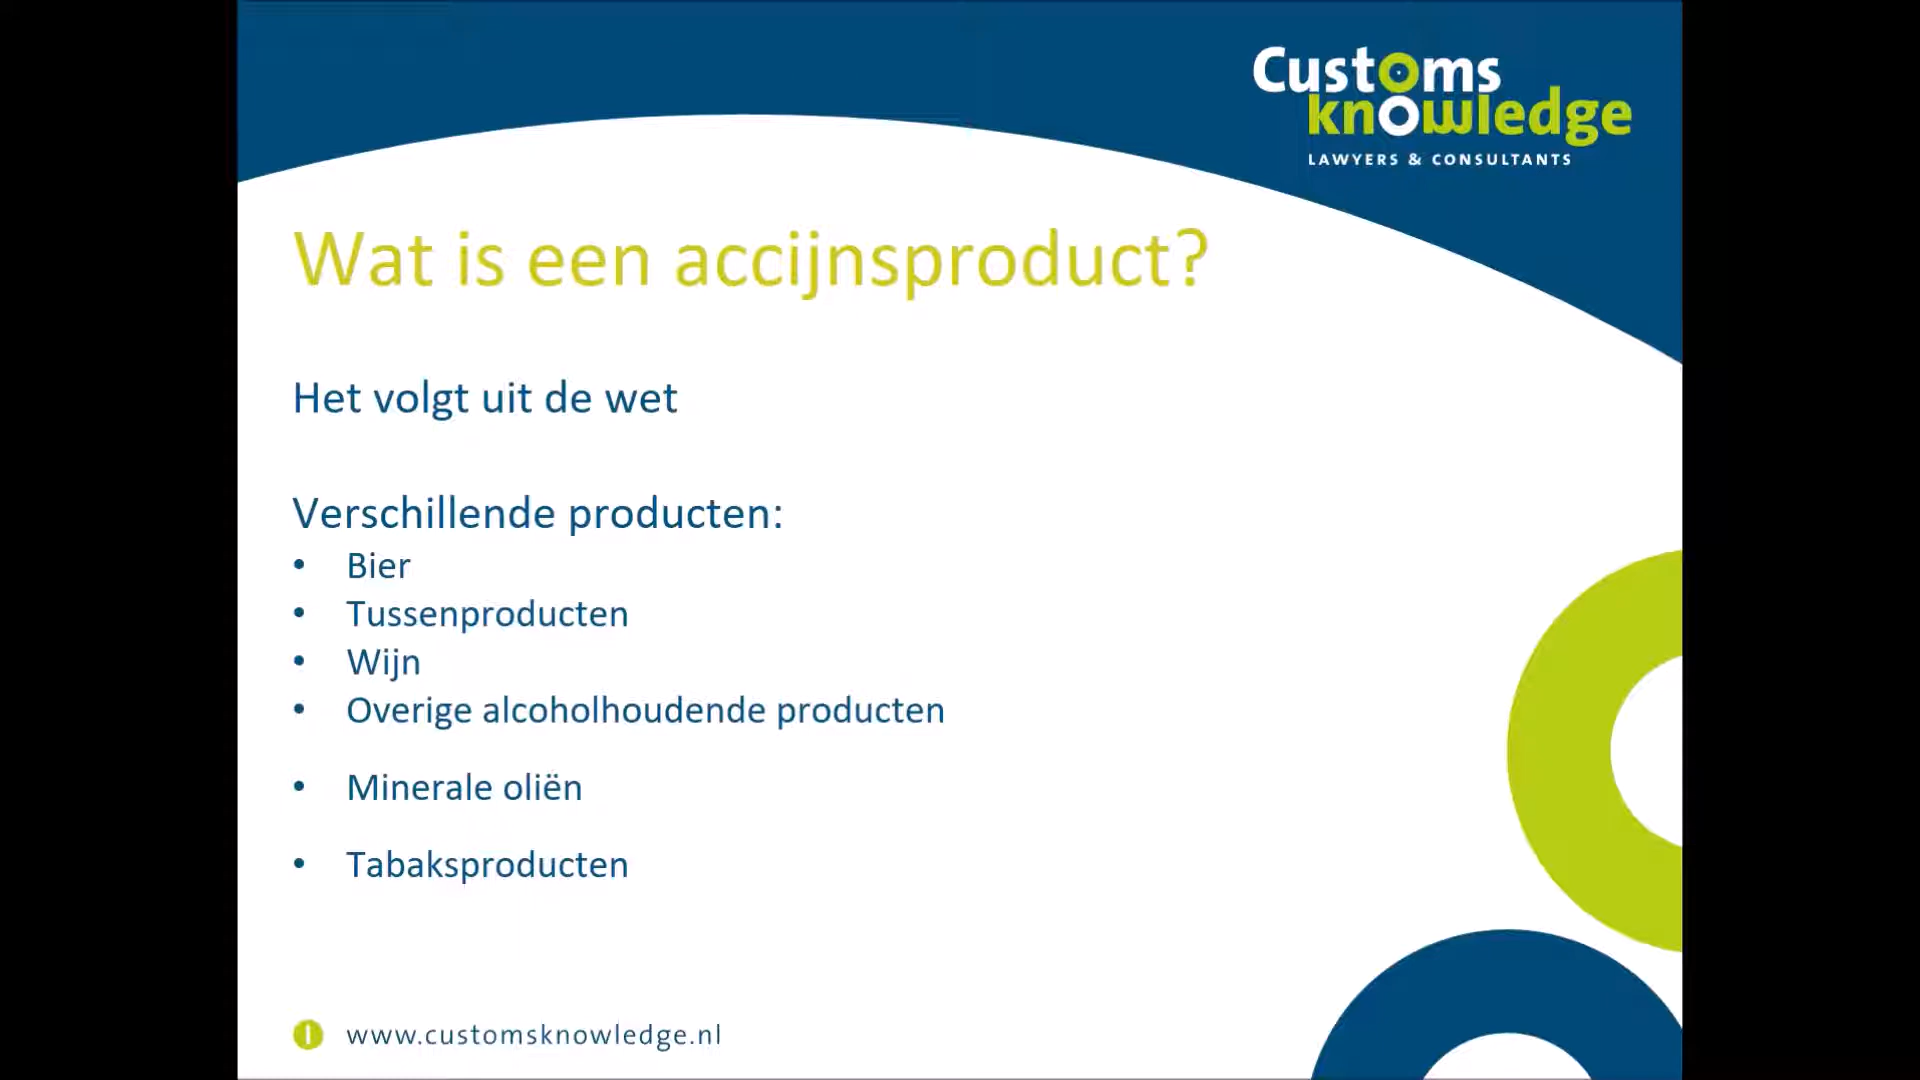 Customs
knowledge
LAWYERS & CONSULTANTS
Wat is een accijnsproduct?
Het volgt uit de wet
Verschillende producten:
• Bier
• Tussenproducten
• Wijn
• Overige alcoholhoudende producten
• Minerale oliën
• Tabaksproducten
www.customsknowledge.nl